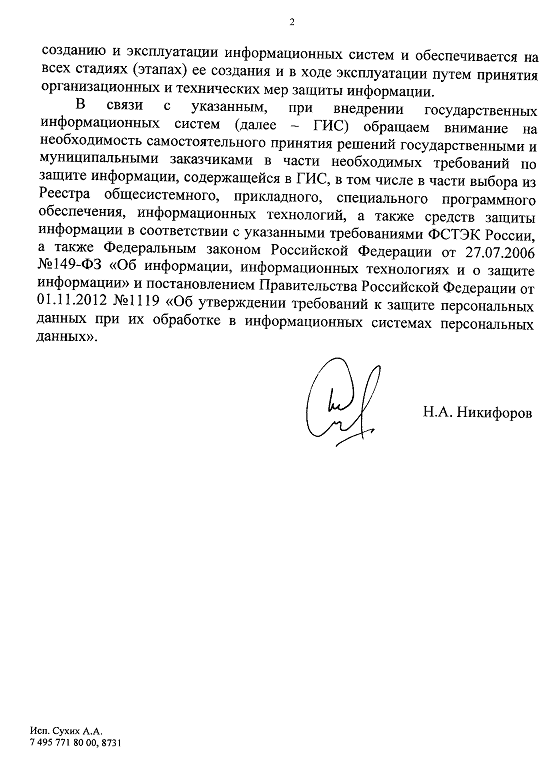 2
созданию и эксплуатации информационных систем и обеспечивается на
всех стадиях (этапах) ее создания и в ходе эксплуатации путем принятия
организационных и технических мер защиты информации.
В связи с указанным, при внедрении государственных
информационных систем (далее – ГИС) обращаем внимание на
необходимость самостоятельного принятия решений государственными и
муниципальными заказчиками в части необходимых требований по
защите информации, содержащейся в ГИС, в том числе в части выбора из
Реестра общесистемного, прикладного, специального программного
обеспечения, информационных технологий, а также средств защиты
информации в соответствии с указанными требованиями ФСТЭК России,
а также Федеральным законом Российской Федерации от 27.07.2006
№149-ФЗ «Об информации, информационных технологиях и о защите
информации» и постановлением Правительства Российской Федерации от
01.11.2012 №1119 «Об утверждении требований к защите персональных
данных при их обработке в информационных системах персональных
данных».
Н.А. Никифоров
Исп. Сухих А.А.
7 495 771 80 00, 8731